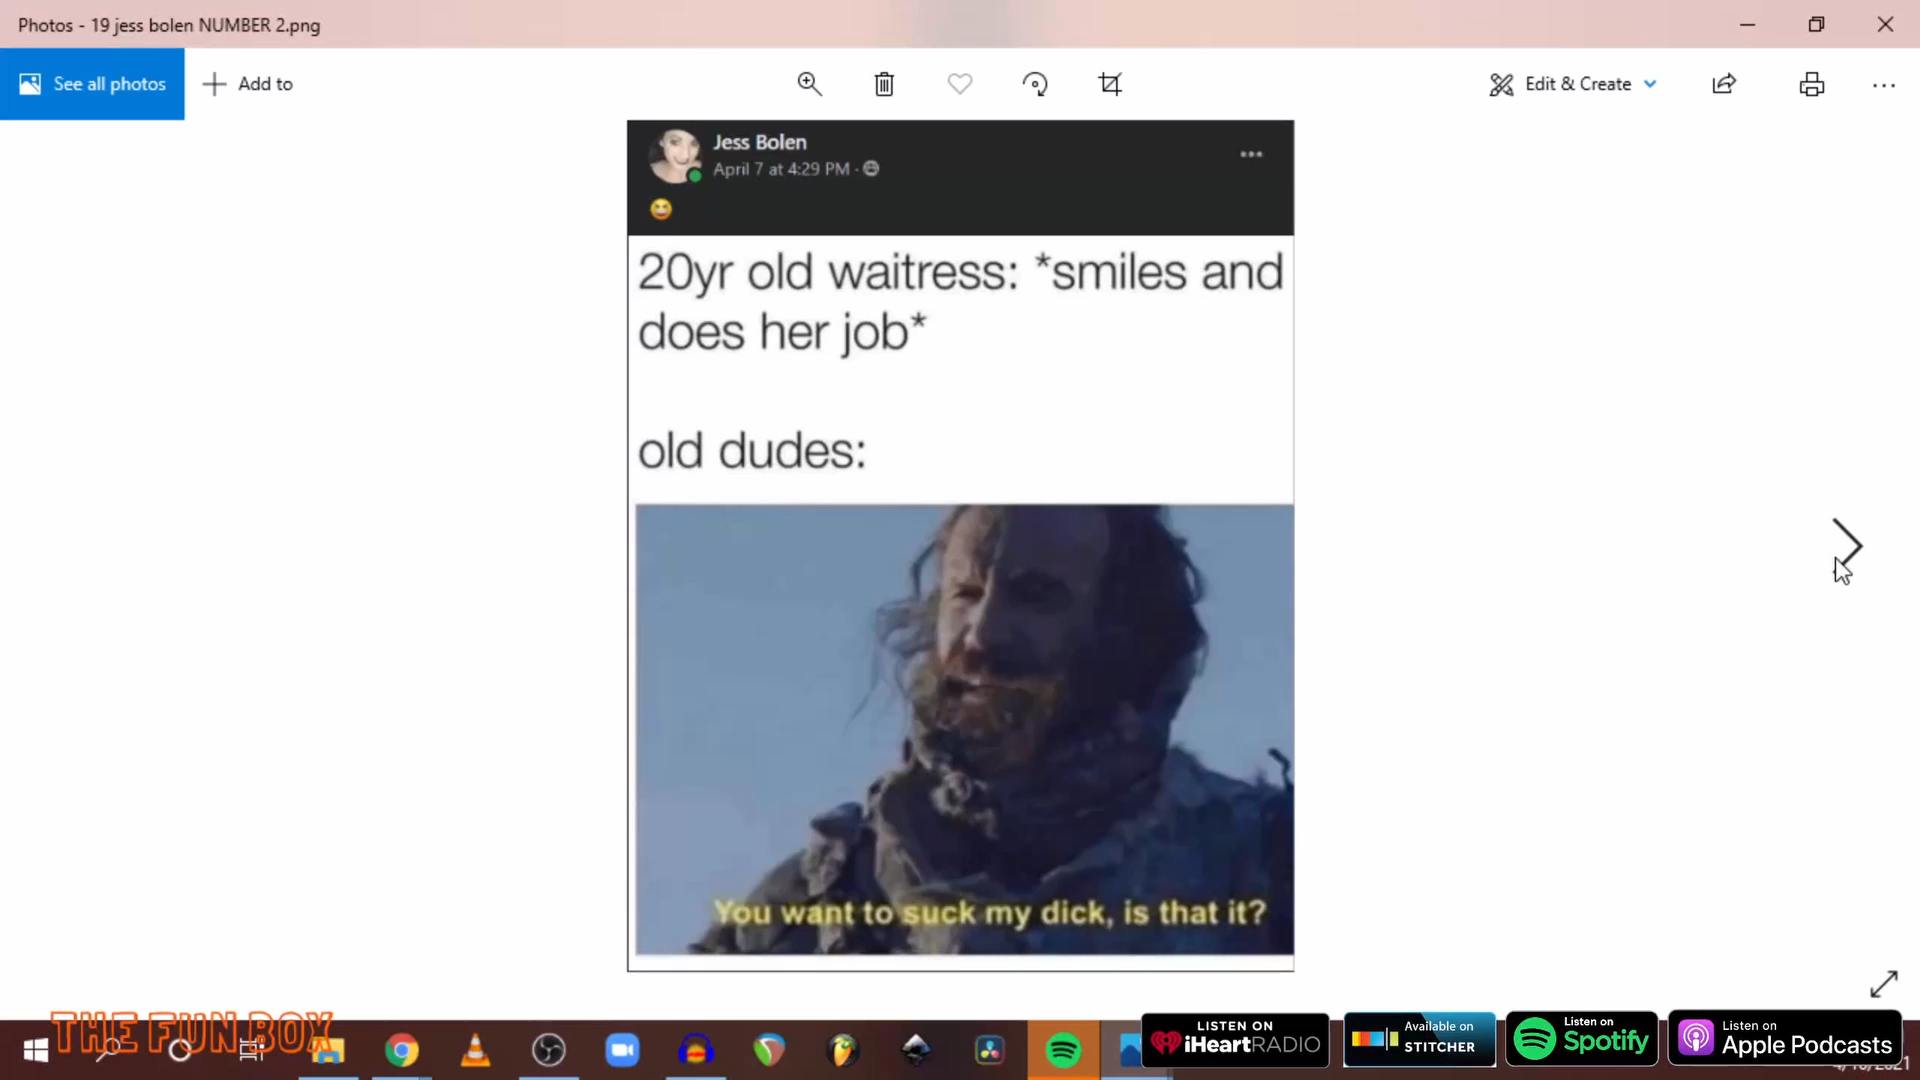 Photos - 19 jess bolen NUMBER 2.png
See all photos
Add to
Edit & Create
Jess Bolen
April 7 at 4:29 PM
20yr old waitress: *smiles and
does her job*
old dudes:
You want to suck my dick, is that it?
THE FUN BOX
LISTEN ON
iHeartRADIO
Available on
STITCHER
Listen on
Spotify
Listen on
Apple Podcasts